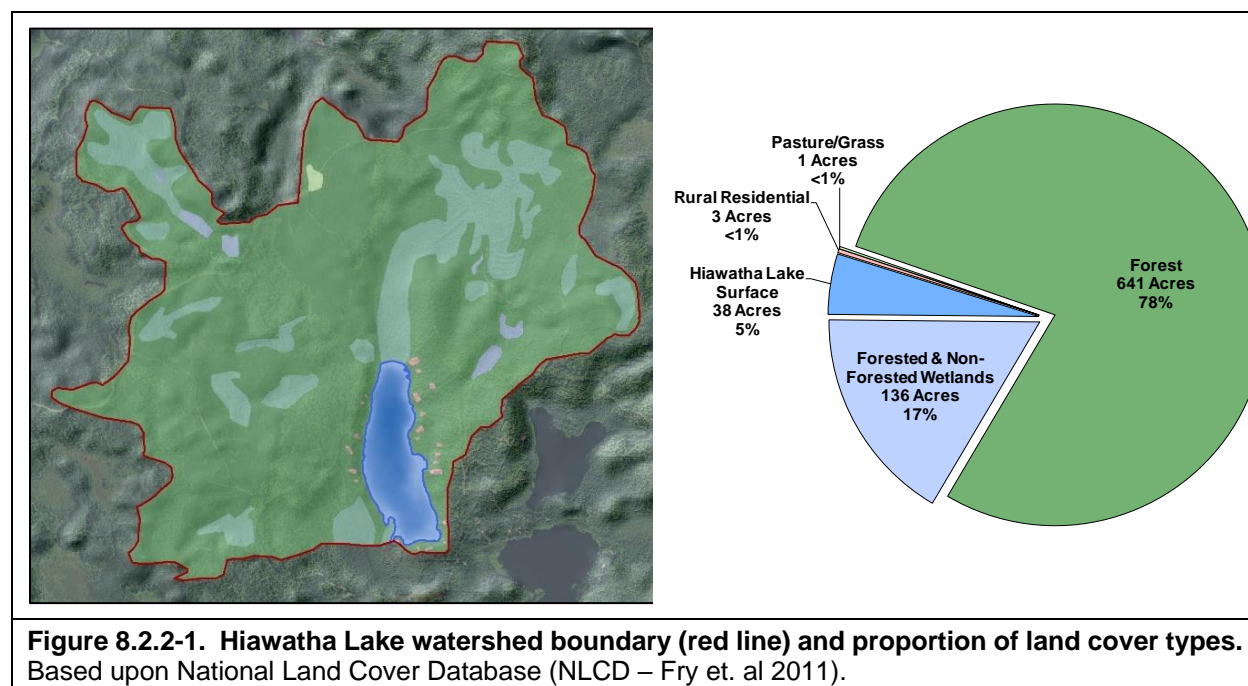 Pasture/Grass
1 Acres
<1%
Rural Residential
3 Acres
<1%
Hiawatha Lake
Surface
38 Acres
5%
Forest
641 Acres
78%
Forested & Non-
Forested Wetlands
136 Acres
17%
Figure 8.2.2-1. Hiawatha Lake watershed boundary (red line) and proportion of land cover types.
Based upon National Land Cover Database (NLCD – Fry et. al 2011).